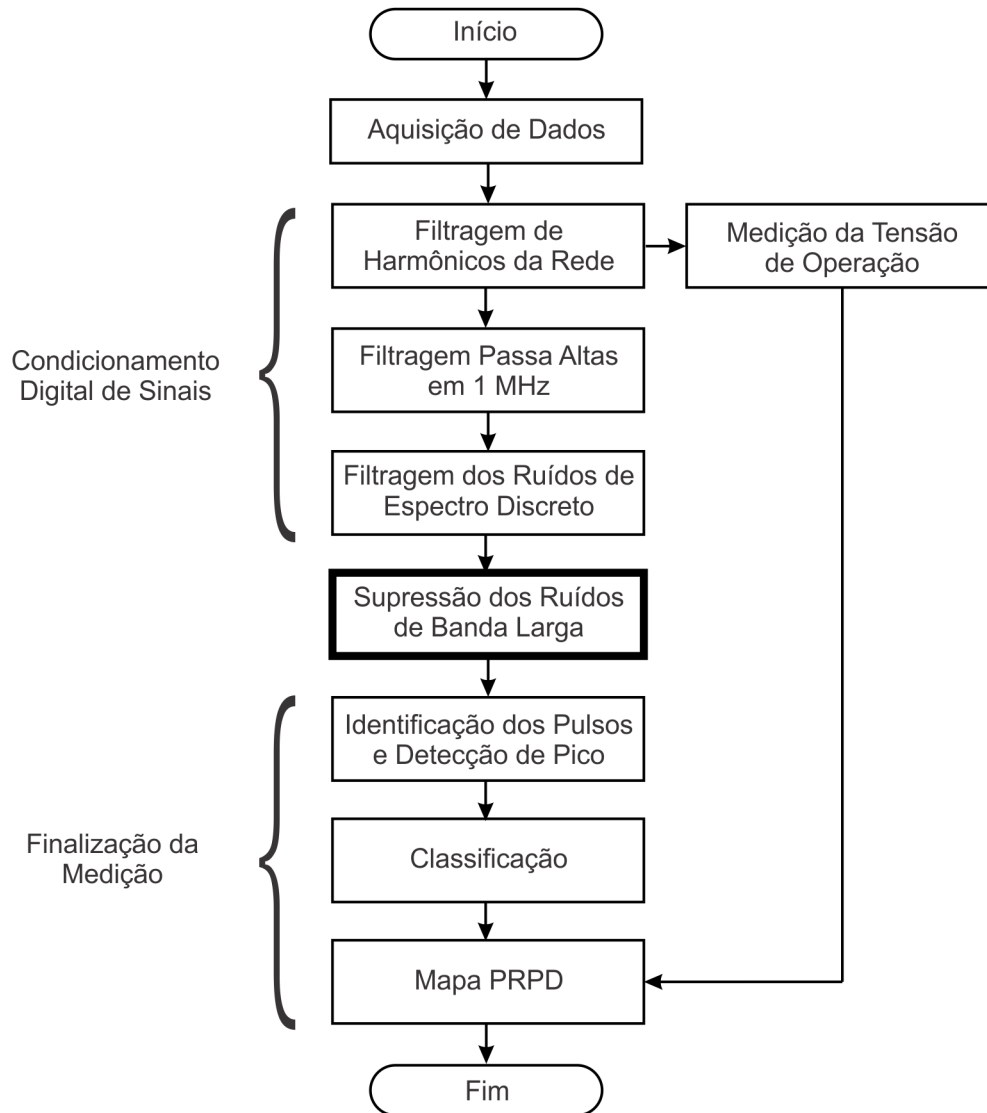 Início
Aquisição de Dados
Filtragem de
Harmônicos da Rede
Medição da Tensão
de Operação
Condicionamento
Digital de Sinais
Filtragem Passa Altas
em 1 MHz
Filtragem dos Ruídos de
Espectro Discreto
Supressão dos Ruídos
de Banda Larga
Identificação dos Pulsos
e Detecção de Pico
Finalização da
Medição
Classificação
Mapa PRPD
Fim